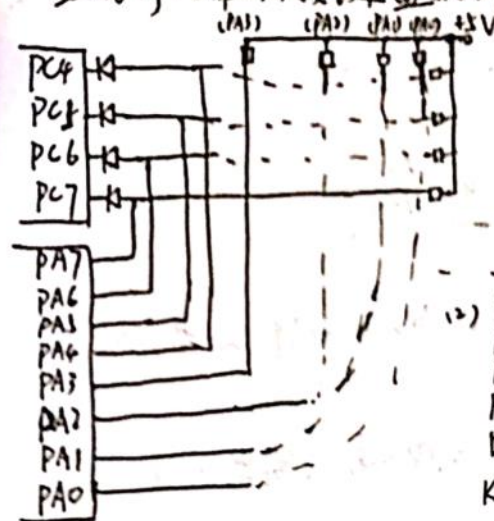 (PA3) (PA2) (PA1) (PA0) +5V
PC4
PC5
PC6
PC7
PA7
PA6
PA5
PA4
PA3
PA2
PA1
PA0
(2)
K